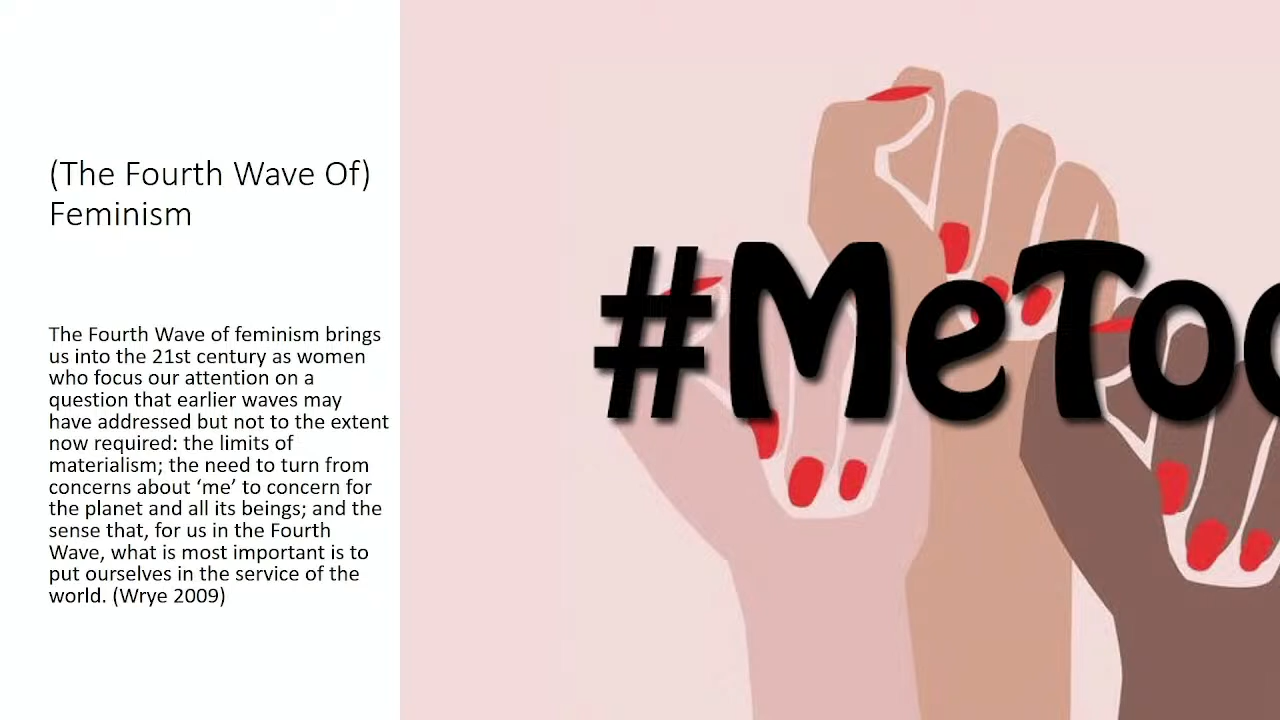 (The Fourth Wave Of)
Feminism
The Fourth Wave of feminism brings
us into the 21st century as women
who focus our attention on a
question that earlier waves may
have addressed but not to the extent
now required: the limits of
materialism; the need to turn from
concerns about ‘me’ to concern for
the planet and all its beings; and the
sense that, for us in the Fourth
Wave, what is most important is to
put ourselves in the service of the
world. (Wrye 2009)
#MeToo